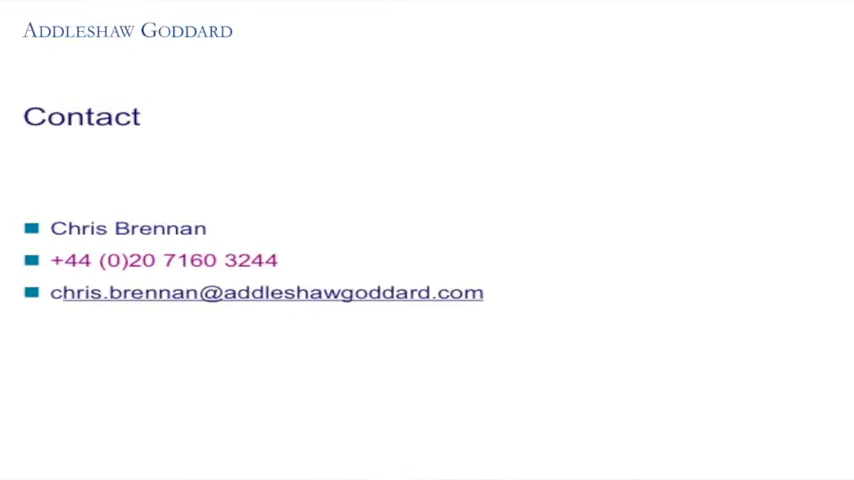 ADDLESHAW GODDARD
Contact
Chris Brennan
+44 (0)20 7160 3244
chris.brennan@addleshawgoddard.com